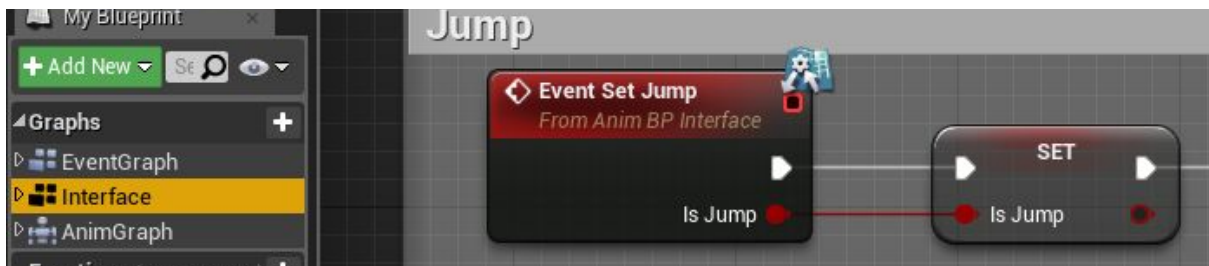 My Blueprint
Jump
+ Add New
Se
Event Set Jump
From Anim BP Interface
Graphs
+
EventGraph
SET
Interface
Is Jump
Is Jump
AnimGraph